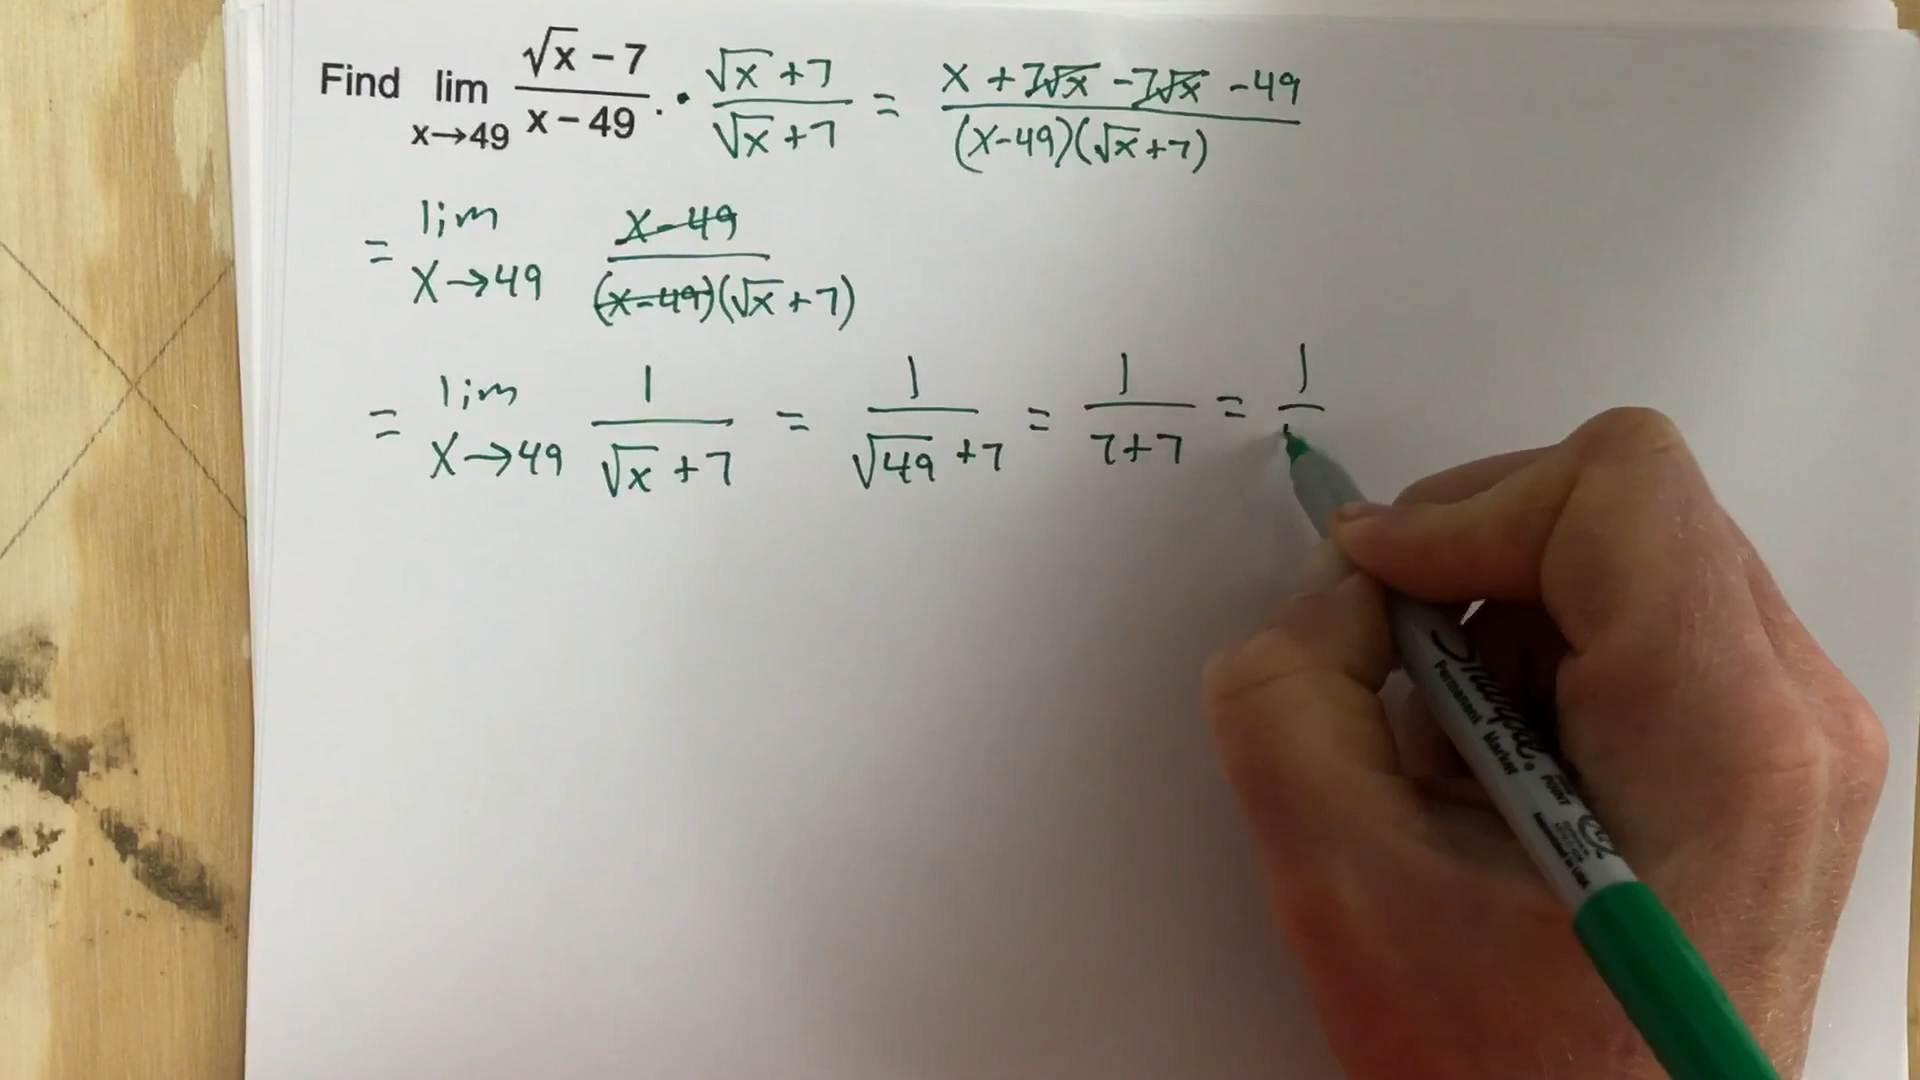 Find lim x→49 (√x − 7)/(x − 49). • (√x + 7)/(√x + 7) = (x + 7√x − 7√x − 49)/((x−49)(√x+7))
= lim x→49 (x−49)/((x−49)(√x+7))
= lim x→49 1/(√x+7) = 1/(√49+7) = 1/(7+7) = 1/
Sharpie.
Permanent Marker
POINT